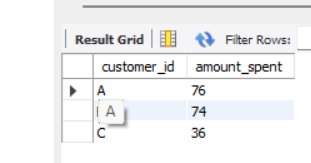 Result Grid Filter Rows:
customer_id amount_spent
A 76
A 74
C 36